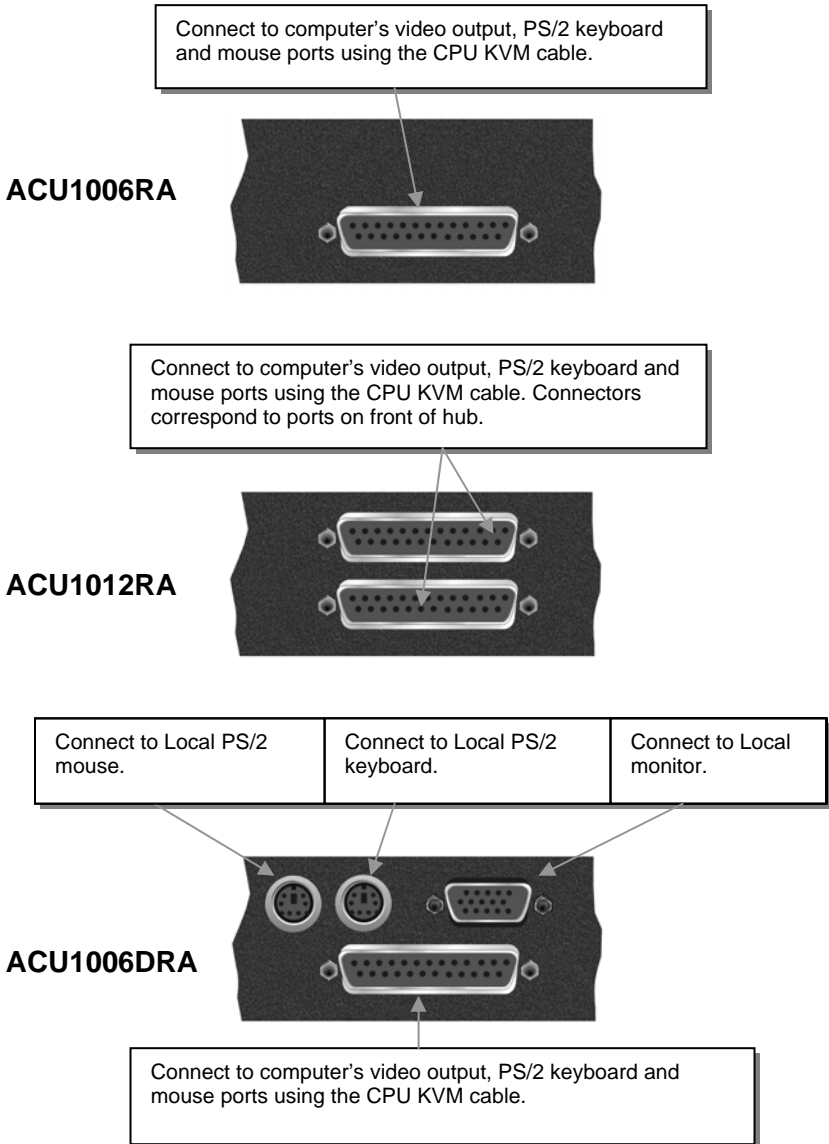 Connect to computer’s video output, PS/2 keyboard
and mouse ports using the CPU KVM cable.
ACU1006RA
Connect to computer’s video output, PS/2 keyboard and
mouse ports using the CPU KVM cable. Connectors
correspond to ports on front of hub.
ACU1012RA
Connect to Local PS/2
mouse.
Connect to Local PS/2
keyboard.
Connect to Local
monitor.
ACU1006DRA
Connect to computer’s video output, PS/2 keyboard and
mouse ports using the CPU KVM cable.